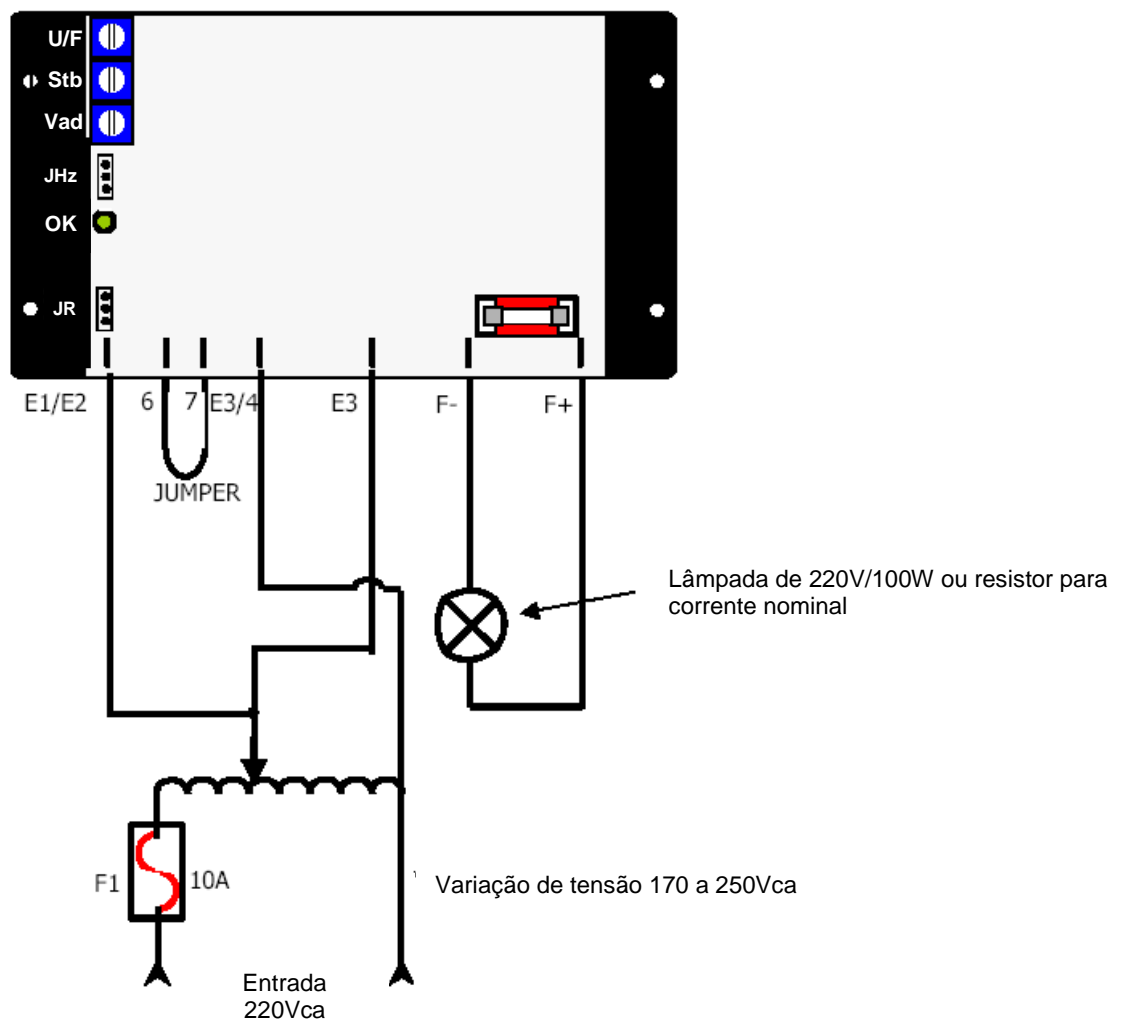 U/F
Stb
Vad
JHz
OK
JR
E1/E2 6 7 E3/4 E3 F- F+
JUMPER
Lâmpada de 220V/100W ou resistor para
corrente nominal
F1 10A
Variação de tensão 170 a 250Vca
Entrada
220Vca